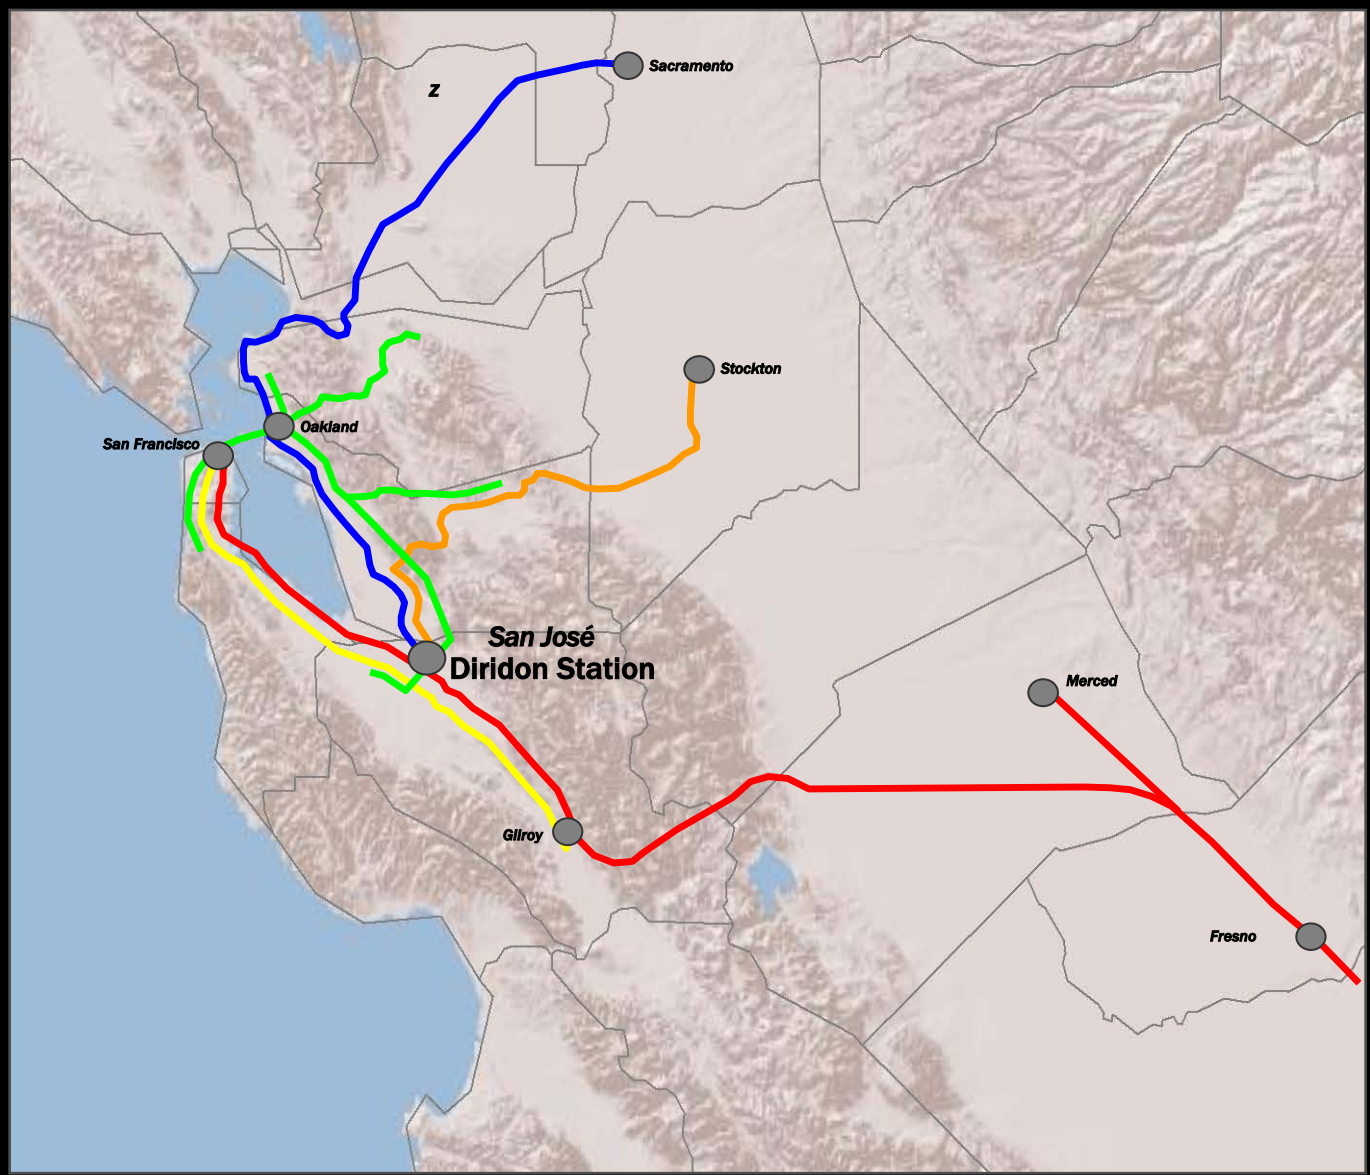 Sacramento
z
Stockton
Oakland
San Francisco
San José
Diridon Station
Merced
Gilroy
Fresno